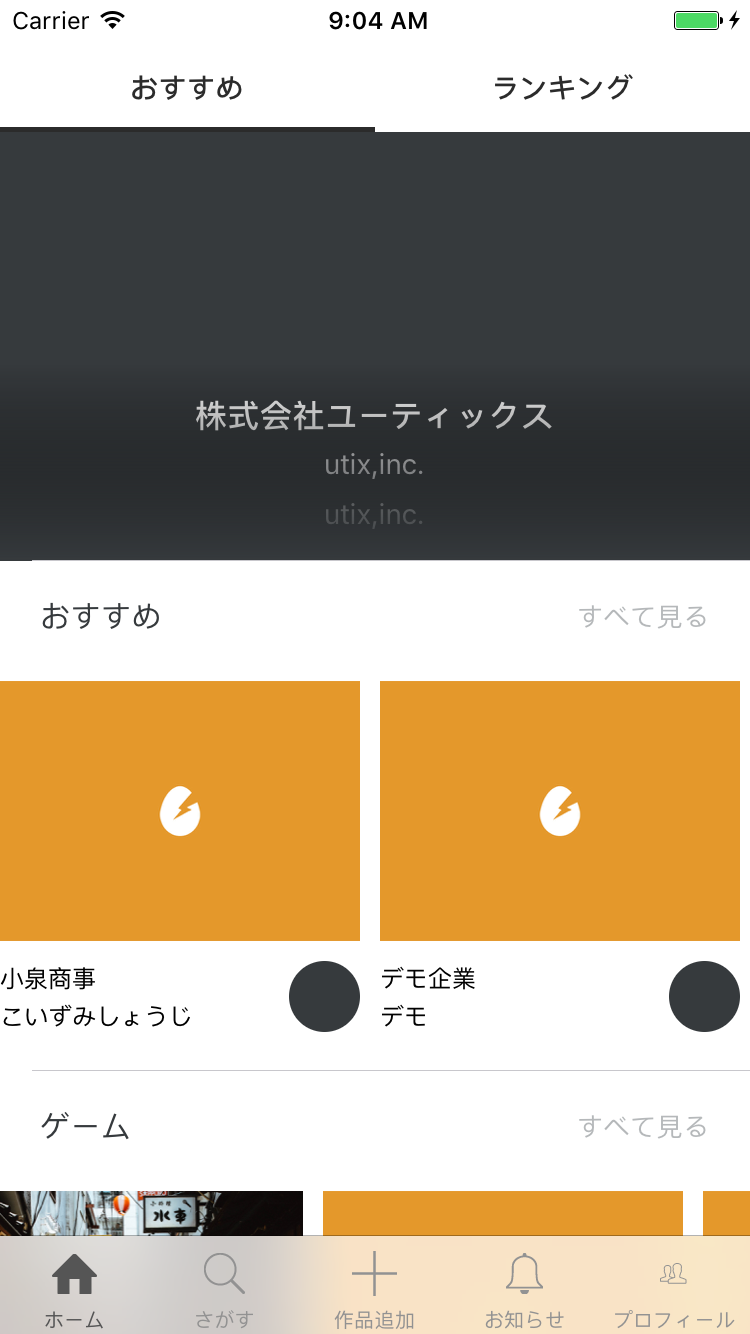 Carrier 9:04 AM
おすすめ ランキング
株式会社ユーティックス
utix,inc.
utix,inc.
おすすめ すべて見る
小泉商事
こいずみしょうじ
デモ企業
デモ
ゲーム すべて見る
ホーム さがす 作品追加 お知らせ プロフィール